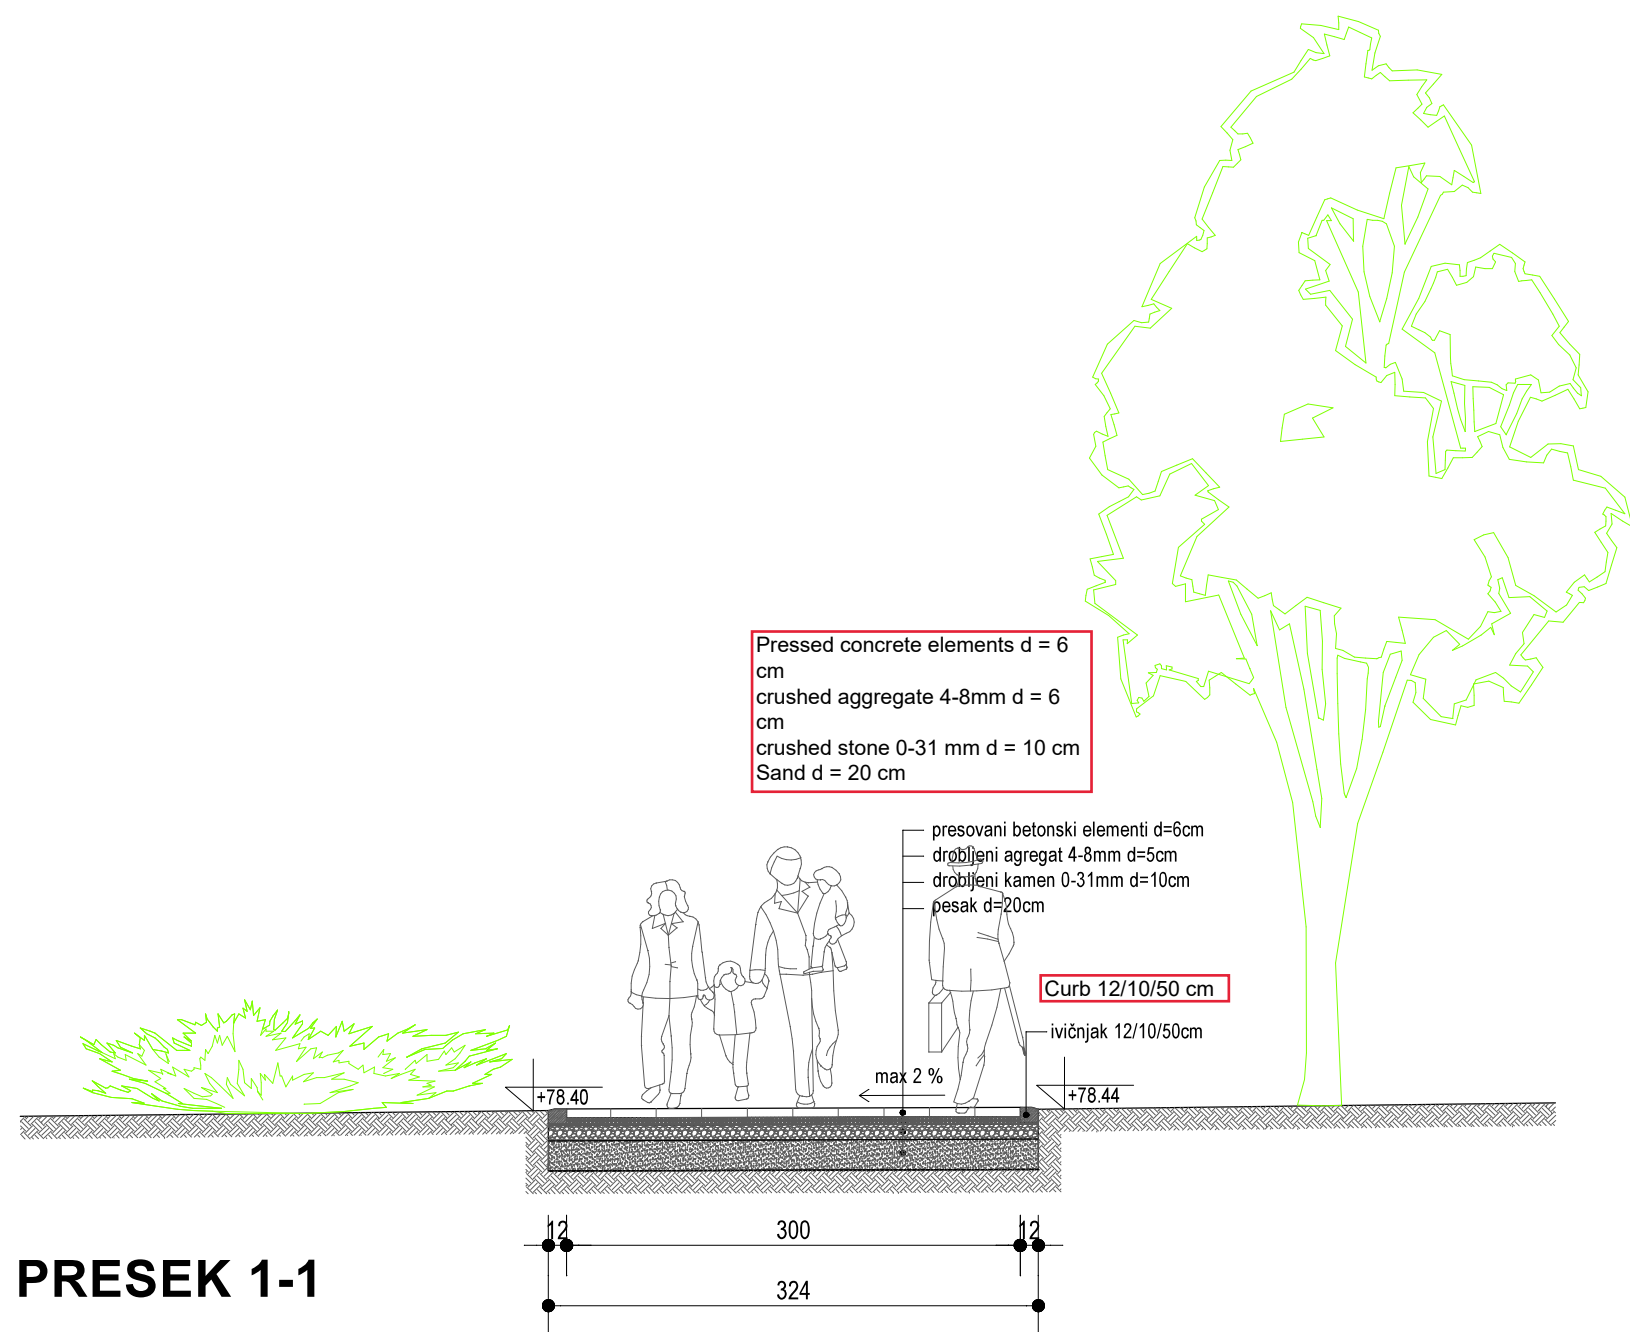 Pressed concrete elements d = 6
cm
crushed aggregate 4-8mm d = 6
cm
crushed stone 0-31 mm d = 10 cm
Sand d = 20 cm
presovani betonski elementi d=6cm
drobljeni agregat 4-8mm d=5cm
drobljeni kamen 0-31mm d=10cm
pesak d=20cm
Curb 12/10/50 cm
ivičnjak 12/10/50cm
max 2 %
+78.40
+78.44
12
300
12
324
PRESEK 1-1